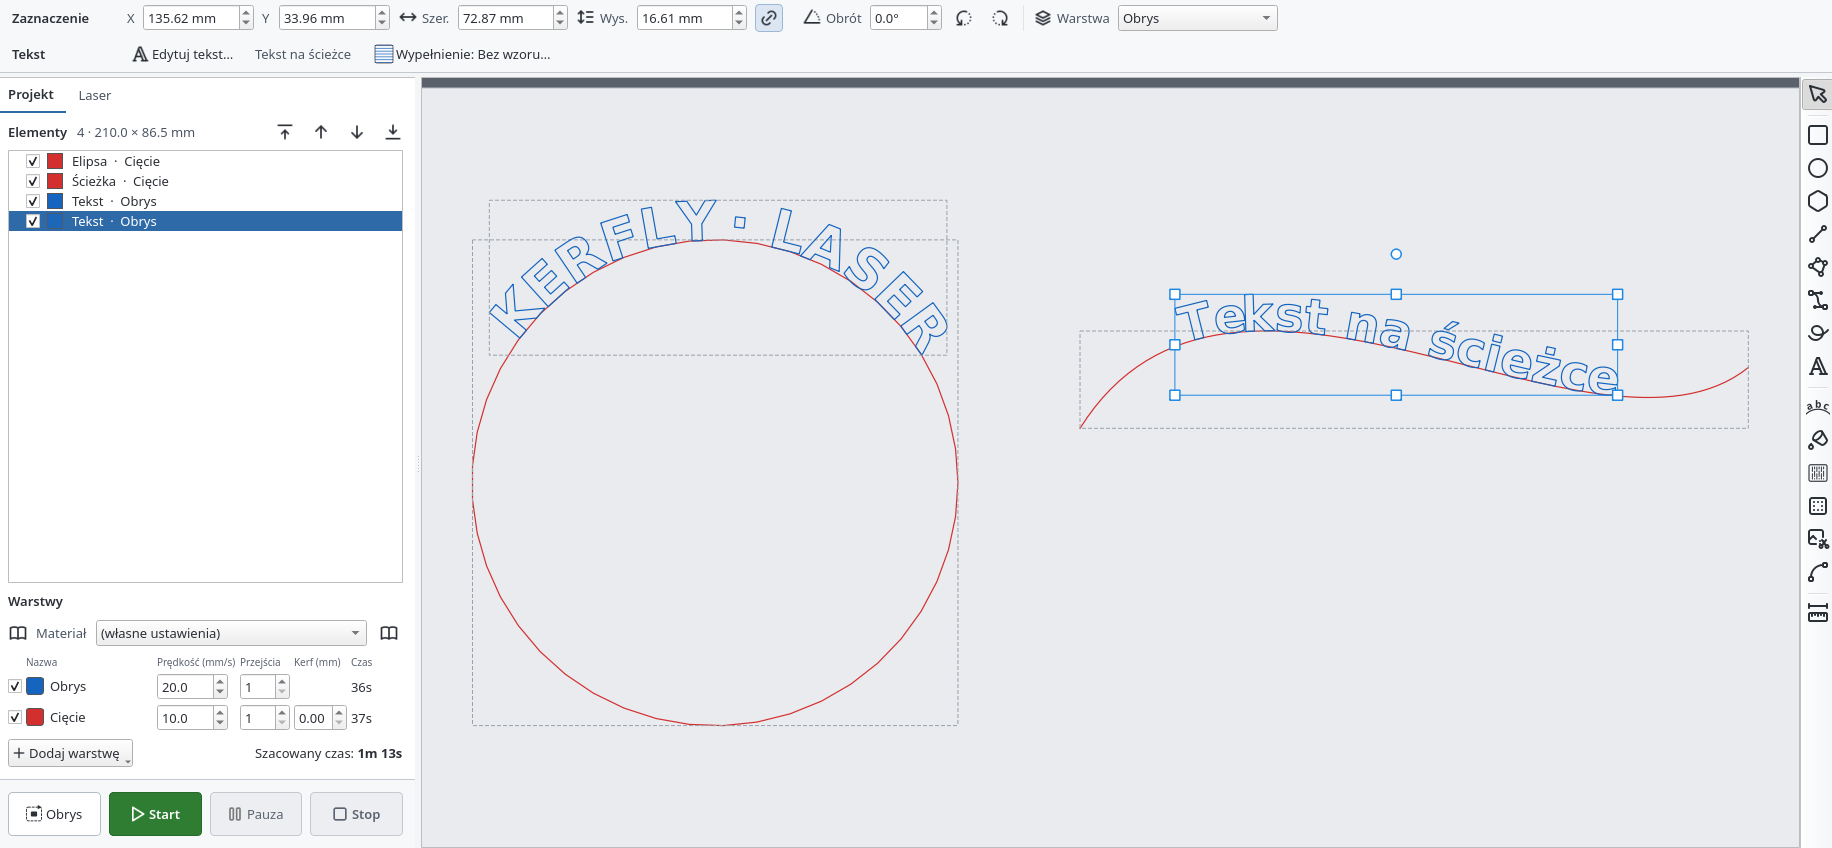 Zaznaczenie X 135.62 mm Y 33.96 mm Szer. 72.87 mm Wys. 16.61 mm Obrót 0.0° Warstwa Obrys
Tekst Edytuj tekst... Tekst na ścieżce Wypełnienie: Bez wzoru...
Projekt Laser
Elementy 4 · 210.0 × 86.5 mm
Elipsa · Cięcie
Ścieżka · Cięcie
Tekst · Obrys
Tekst · Obrys
Warstwy
Materiał (własne ustawienia)
Nazwa Prędkość (mm/s) Przejścia Kerf (mm) Czas
Obrys 20.0 1 36s
Cięcie 10.0 1 0.00 37s
Dodaj warstwę Szacowany czas: 1m 13s
Obrys Start Pauza Stop
KERFLY · LASER
Tekst na ścieżce
A
abc